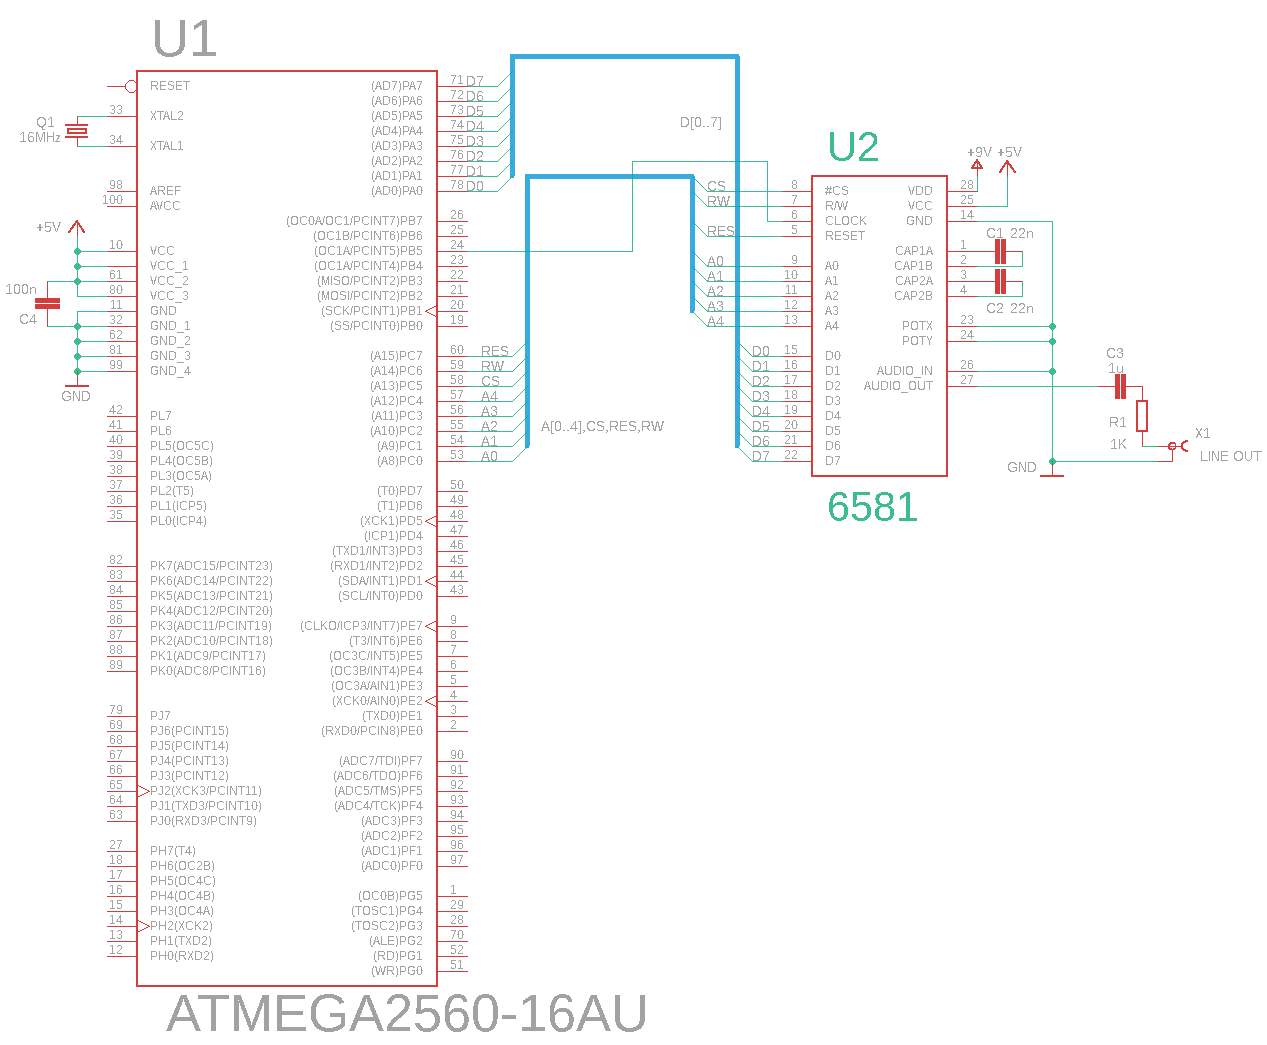 U1
RESET
33 XTAL2
34 XTAL1
Q1
16MHz
98 AREF
100 AVCC
+5V
10 VCC
VCC_1
61 VCC_2
80 VCC_3
11 GND
32 GND_1
62 GND_2
81 GND_3
99 GND_4
100n
C4
GND
42 PL7
41 PL6
40 PL5(OC5C)
39 PL4(OC5B)
38 PL3(OC5A)
37 PL2(T5)
36 PL1(ICP5)
35 PL0(ICP4)
82 PK7(ADC15/PCINT23)
83 PK6(ADC14/PCINT22)
84 PK5(ADC13/PCINT21)
85 PK4(ADC12/PCINT20)
86 PK3(ADC11/PCINT19)
87 PK2(ADC10/PCINT18)
88 PK1(ADC9/PCINT17)
89 PK0(ADC8/PCINT16)
79 PJ7
69 PJ6(PCINT15)
68 PJ5(PCINT14)
67 PJ4(PCINT13)
66 PJ3(PCINT12)
65 PJ2(XCK3/PCINT11)
64 PJ1(TXD3/PCINT10)
63 PJ0(RXD3/PCINT9)
27 PH7(T4)
18 PH6(OC2B)
17 PH5(OC4C)
16 PH4(OC4B)
15 PH3(OC4A)
14 PH2(XCK2)
13 PH1(TXD2)
12 PH0(RXD2)
(AD7)PA7 71 D7
(AD6)PA6 72 D6
(AD5)PA5 73 D5
(AD4)PA4 74 D4
(AD3)PA3 75 D3
(AD2)PA2 76 D2
(AD1)PA1 77 D1
(AD0)PA0 78 D0
(OC0A/OC1/PCINT7)PB7 26
(OC1B/PCINT6)PB6 25
(OC1A/PCINT5)PB5 24
(OC1A/PCINT4)PB4 23
(MISO/PCINT2)PB3 22
(MOSI/PCINT2)PB2 21
(SCK/PCINT1)PB1 20
(SS/PCINT0)PB0 19
(A15)PC7 60 RES
(A14)PC6 59 RW
(A13)PC5 58 CS
(A12)PC4 57 A4
(A11)PC3 56 A3
(A10)PC2 55 A2
(A9)PC1 54 A1
(A8)PC0 53 A0
(T0)PD7 50
(T1)PD6 49
(XCK1)PD5 48
(ICP1)PD4 47
(TXD1/INT3)PD3 46
(RXD1/INT2)PD2 45
(SDA/INT1)PD1 44
(SCL/INT0)PD0 43
(CLKO/ICP3/INT7)PE7 9
(T3/INT6)PE6 8
(OC3C/INT5)PE5 7
(OC3B/INT4)PE4 6
(OC3A/AIN1)PE3 5
(XCK0/AIN0)PE2 4
(TXD0)PE1 3
(RXD0/PCIN8)PE0 2
(ADC7/TDI)PF7 90
(ADC6/TDO)PF6 91
(ADC5/TMS)PF5 92
(ADC4/TCK)PF4 93
(ADC3)PF3 94
(ADC2)PF2 95
(ADC1)PF1 96
(ADC0)PF0 97
(OC0B)PG5 1
(TOSC1)PG4 29
(TOSC2)PG3 28
(ALE)PG2 70
(RD)PG1 52
(WR)PG0 51
ATMEGA2560-16AU
D[0..7]
A[0..4],CS,RES,RW
U2
CS 8 #CS
RW 7 R/W
6 CLOCK
RES 5 RESET
A0 9 A0
A1 10 A1
A2 11 A2
A3 12 A3
A4 13 A4
D0 15 D0
D1 16 D1
D2 17 D2
D3 18 D3
D4 19 D4
D5 20 D5
D6 21 D6
D7 22 D7
+9V +5V
VDD 28
VCC 25
GND 14
CAP1A 1
CAP1B 2
CAP2A 3
CAP2B 4
POTX 23
POTY 24
AUDIO_IN 26
AUDIO_OUT 27
C1 22n
C2 22n
C3
1u
R1
1K
X1
LINE OUT
GND
6581